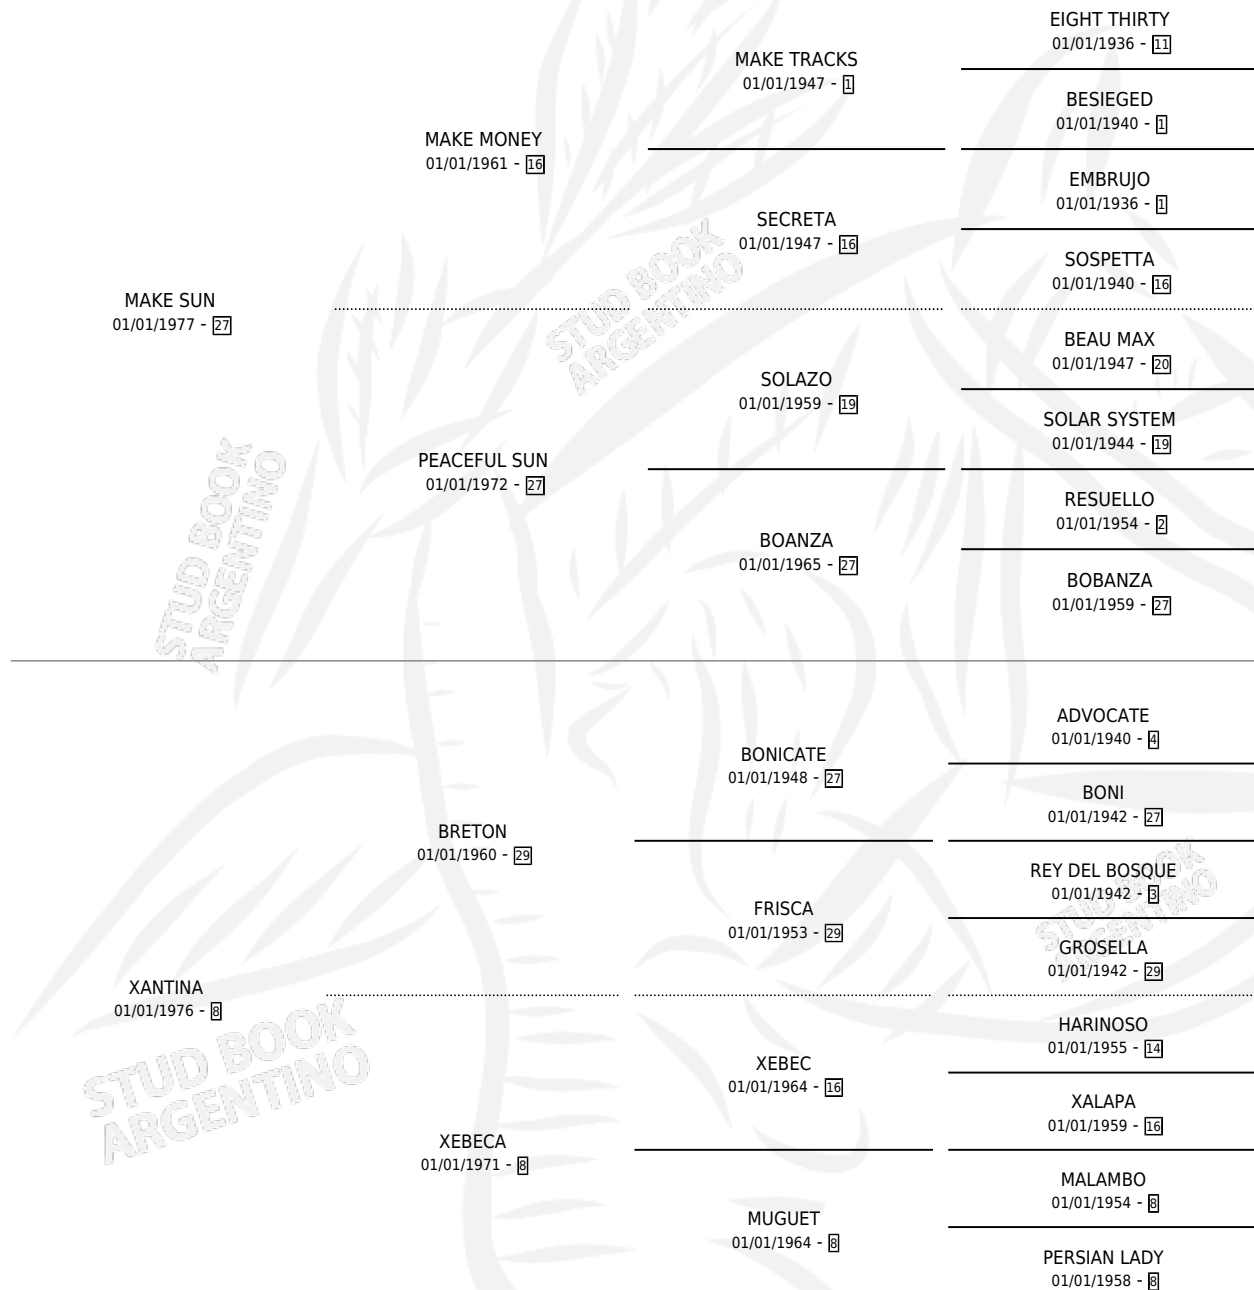 EIGHT THIRTY
01/01/1936 - 11
MAKE TRACKS
01/01/1947 - 1
BESIEGED
01/01/1940 - 1
MAKE MONEY
01/01/1961 - 16
EMBRUJO
01/01/1936 - 1
SECRETA
01/01/1947 - 16
SOSPETTA
01/01/1940 - 16
MAKE SUN
01/01/1977 - 27
BEAU MAX
01/01/1947 - 20
SOLAZO
01/01/1959 - 19
SOLAR SYSTEM
01/01/1944 - 19
PEACEFUL SUN
01/01/1972 - 27
RESUELLO
01/01/1954 - 2
BOANZA
01/01/1965 - 27
BOBANZA
01/01/1959 - 27
ADVOCATE
01/01/1940 - 4
BONICATE
01/01/1948 - 27
BONI
01/01/1942 - 27
BRETON
01/01/1960 - 29
REY DEL BOSQUE
01/01/1942 - 3
FRISCA
01/01/1953 - 29
GROSELLA
01/01/1942 - 29
XANTINA
01/01/1976 - 8
HARINOSO
01/01/1955 - 14
XEBEC
01/01/1964 - 16
XALAPA
01/01/1959 - 16
XEBECA
01/01/1971 - 8
MALAMBO
01/01/1954 - 8
MUGUET
01/01/1964 - 8
PERSIAN LADY
01/01/1958 - 8
STUD BOOK
ARGENTINO
STUD BOOK
ARGENTINO
STUD BOOK
ARGENTINO
STUD BOOK
ARGENTINO